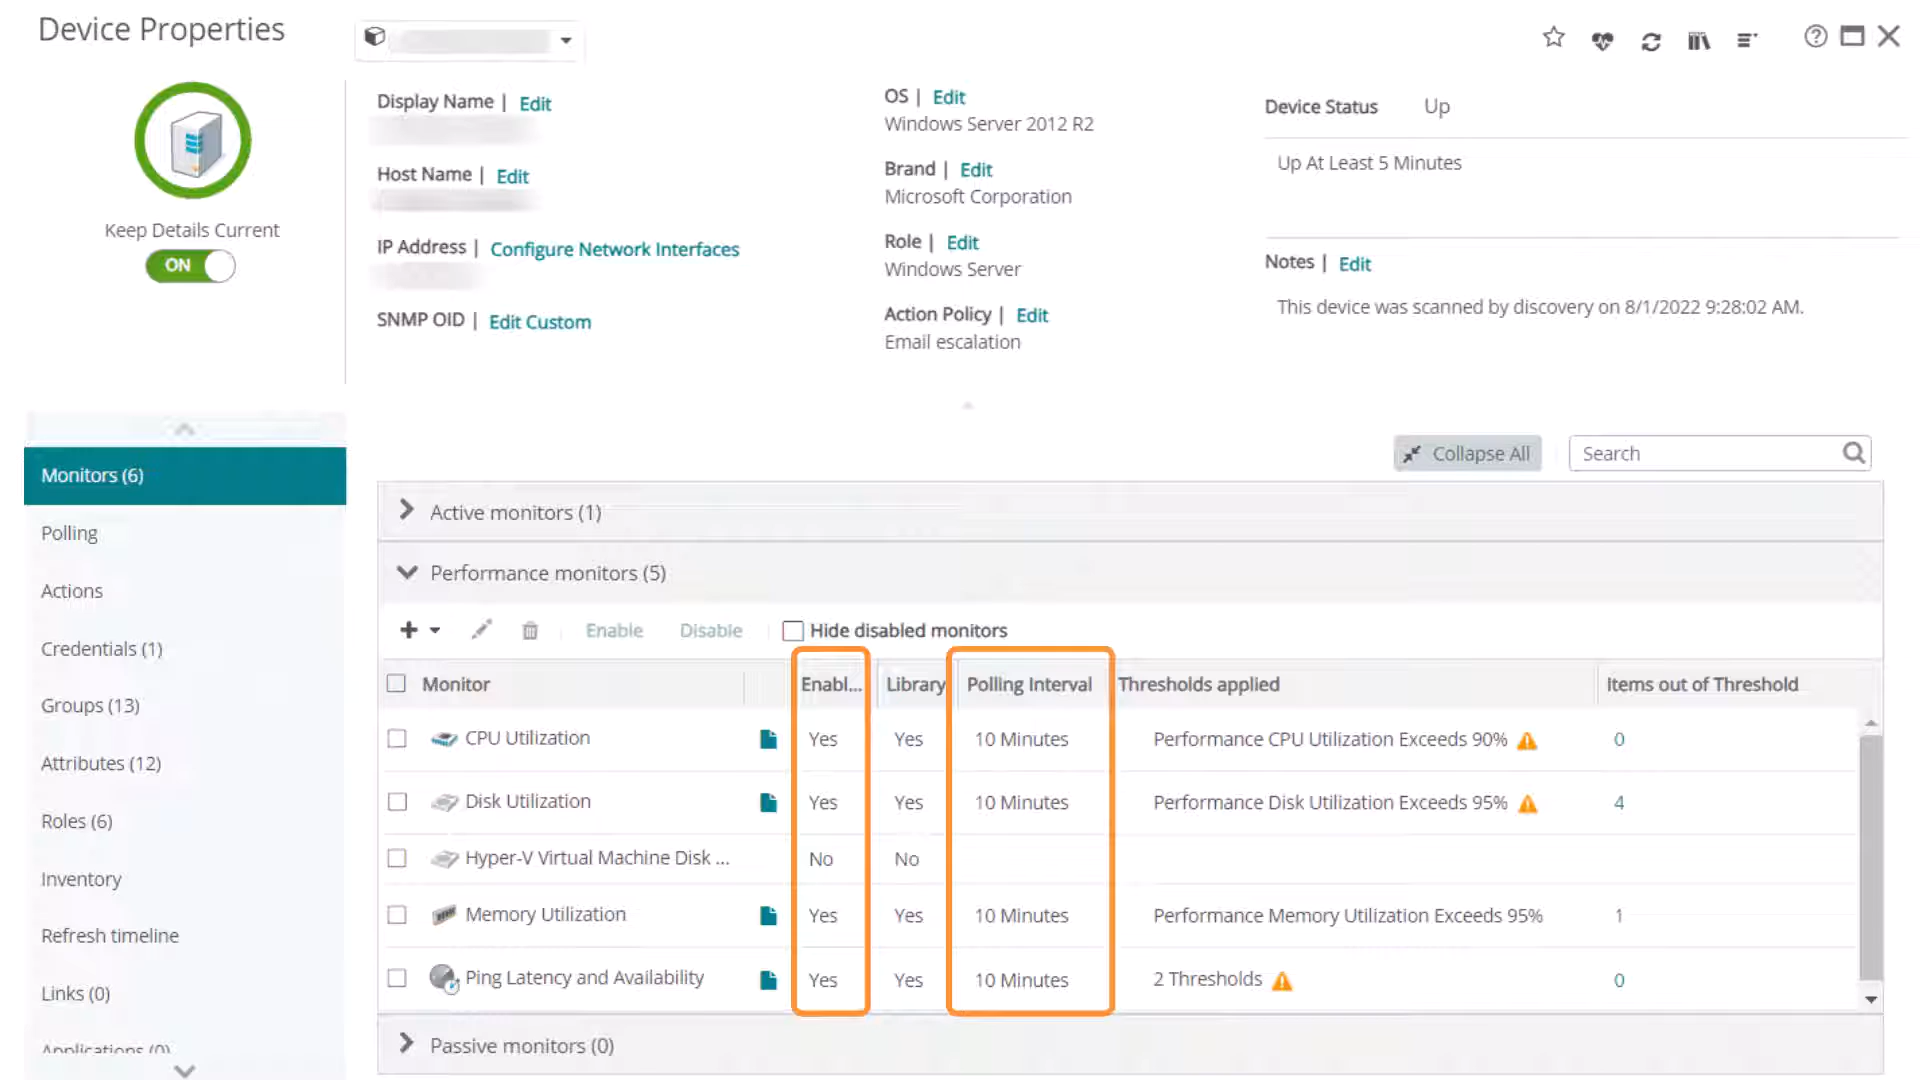 Device Properties
Display Name | Edit
Host Name | Edit
IP Address | Configure Network Interfaces
SNMP OID | Edit Custom
OS | Edit
Windows Server 2012 R2
Brand | Edit
Microsoft Corporation
Role | Edit
Windows Server
Action Policy | Edit
Email escalation
Device Status Up
Up At Least 5 Minutes
Notes | Edit
This device was scanned by discovery on 8/1/2022 9:28:02 AM.
Keep Details Current
ON
Monitors (6)
Polling
Actions
Credentials (1)
Groups (13)
Attributes (12)
Roles (6)
Inventory
Refresh timeline
Links (0)
Applications (0)
Collapse All Search
Active monitors (1)
Performance monitors (5)
Enable Disable Hide disabled monitors
Monitor Enabl... Library Polling Interval Thresholds applied Items out of Threshold
CPU Utilization Yes Yes 10 Minutes Performance CPU Utilization Exceeds 90% 0
Disk Utilization Yes Yes 10 Minutes Performance Disk Utilization Exceeds 95% 4
Hyper-V Virtual Machine Disk ... No No
Memory Utilization Yes Yes 10 Minutes Performance Memory Utilization Exceeds 95% 1
Ping Latency and Availability Yes Yes 10 Minutes 2 Thresholds 0
Passive monitors (0)